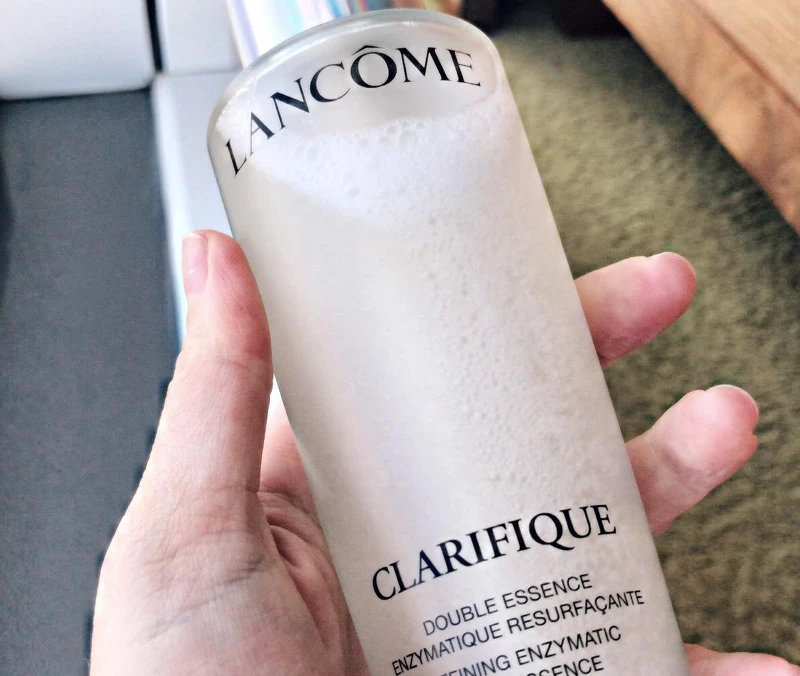 LANCÔME
CLARIFIQUE
DOUBLE ESSENCE
ENZYMATIQUE RESURFAÇANTE
ENZYMATIC